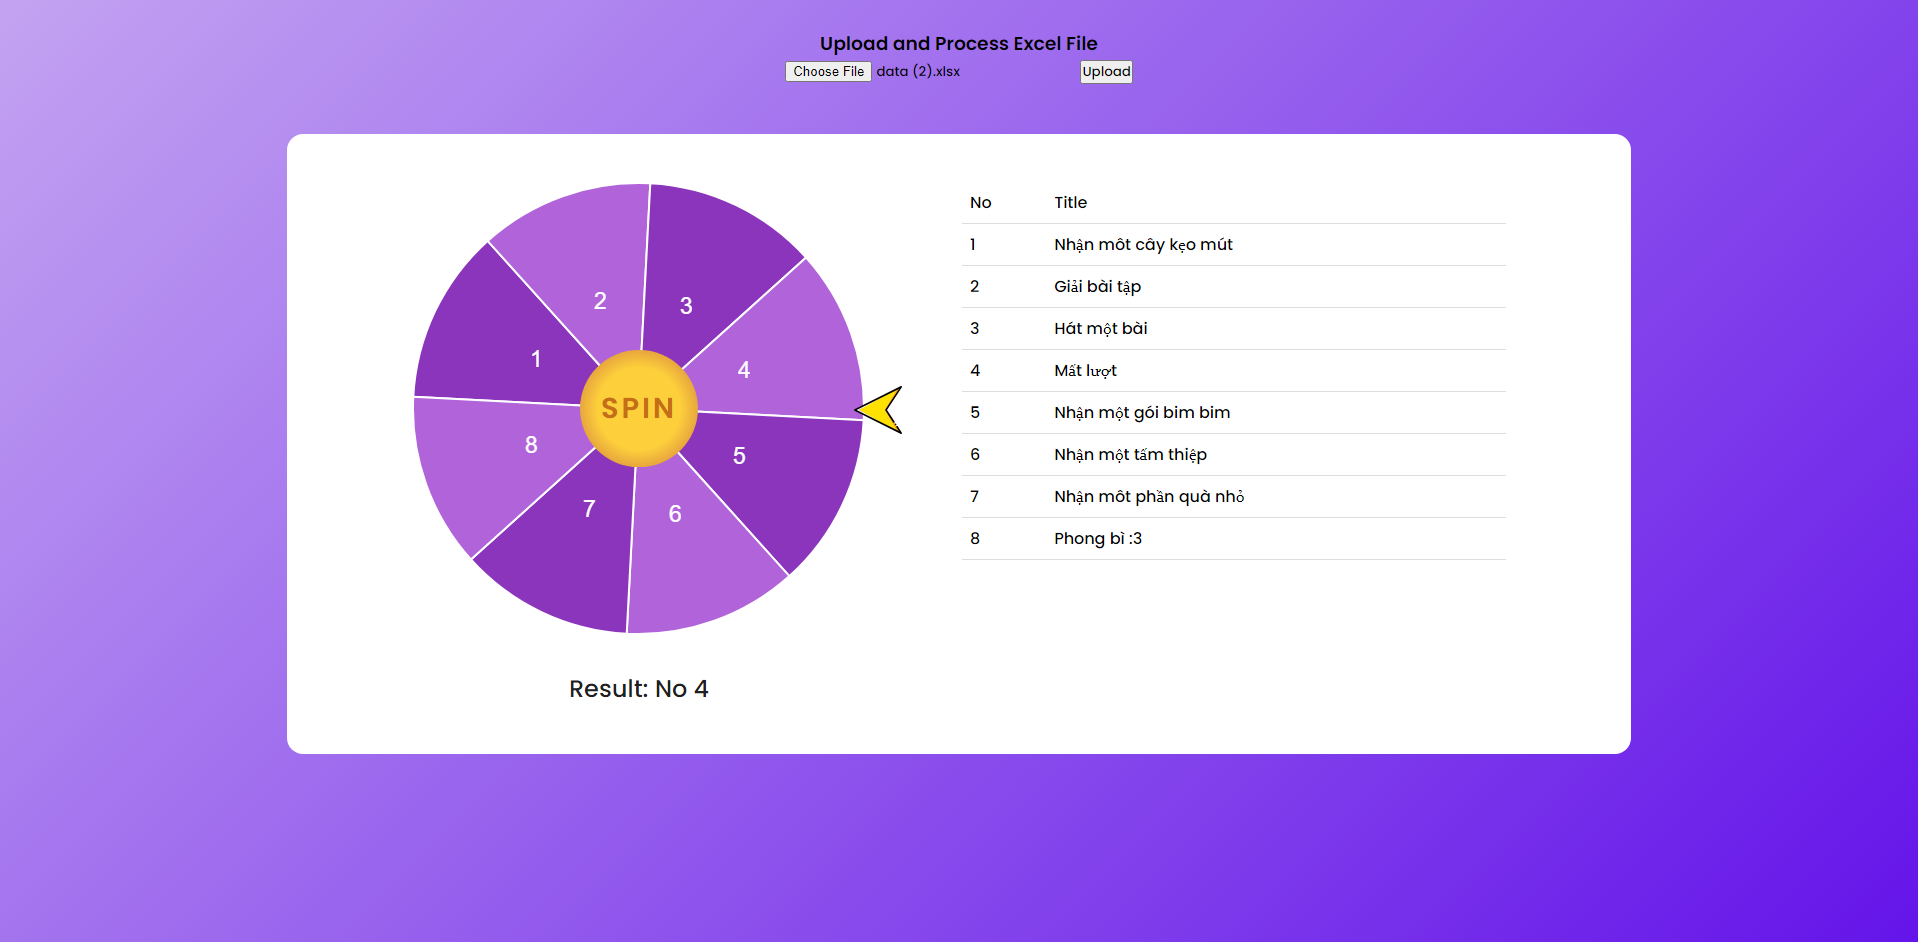 Upload and Process Excel File
Choose File data (2).xlsx Upload
2
3
1
4
SPIN
8
5
7
6
Result: No 4
No Title
1 Nhận môt cây kẹo mút
2 Giải bài tập
3 Hát một bài
4 Mất lượt
5 Nhận một gói bim bim
6 Nhận một tấm thiệp
7 Nhận môt phần quà nhỏ
8 Phong bì :3